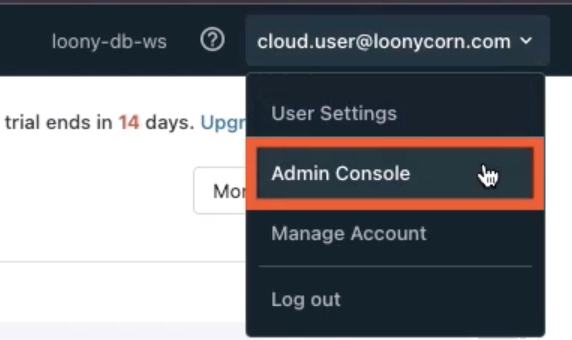 loony-db-ws
cloud.user@loonycorn.com
trial ends in 14 days. Upgr
User Settings
Admin Console
Mor
Manage Account
Log out